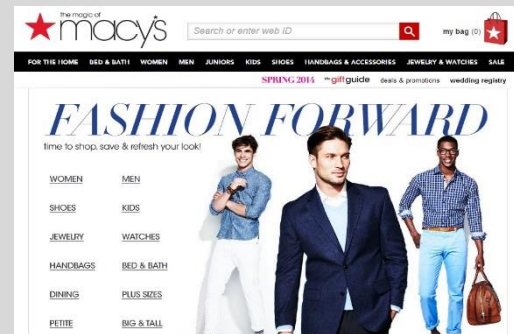 the magic of
macy's
Search or enter web ID
my bag (0)
FOR THE HOME BED & BATH WOMEN MEN JUNIORS KIDS SHOES HANDBAGS & ACCESSORIES JEWELRY & WATCHES SALE
SPRING 2014 the giftguide deals & promotions wedding registry
FASHION FORWARD
time to shop, save & refresh your look!
WOMEN MEN
SHOES KIDS
JEWELRY WATCHES
HANDBAGS BED & BATH
DINING PLUS SIZES
PETITE BIG & TALL